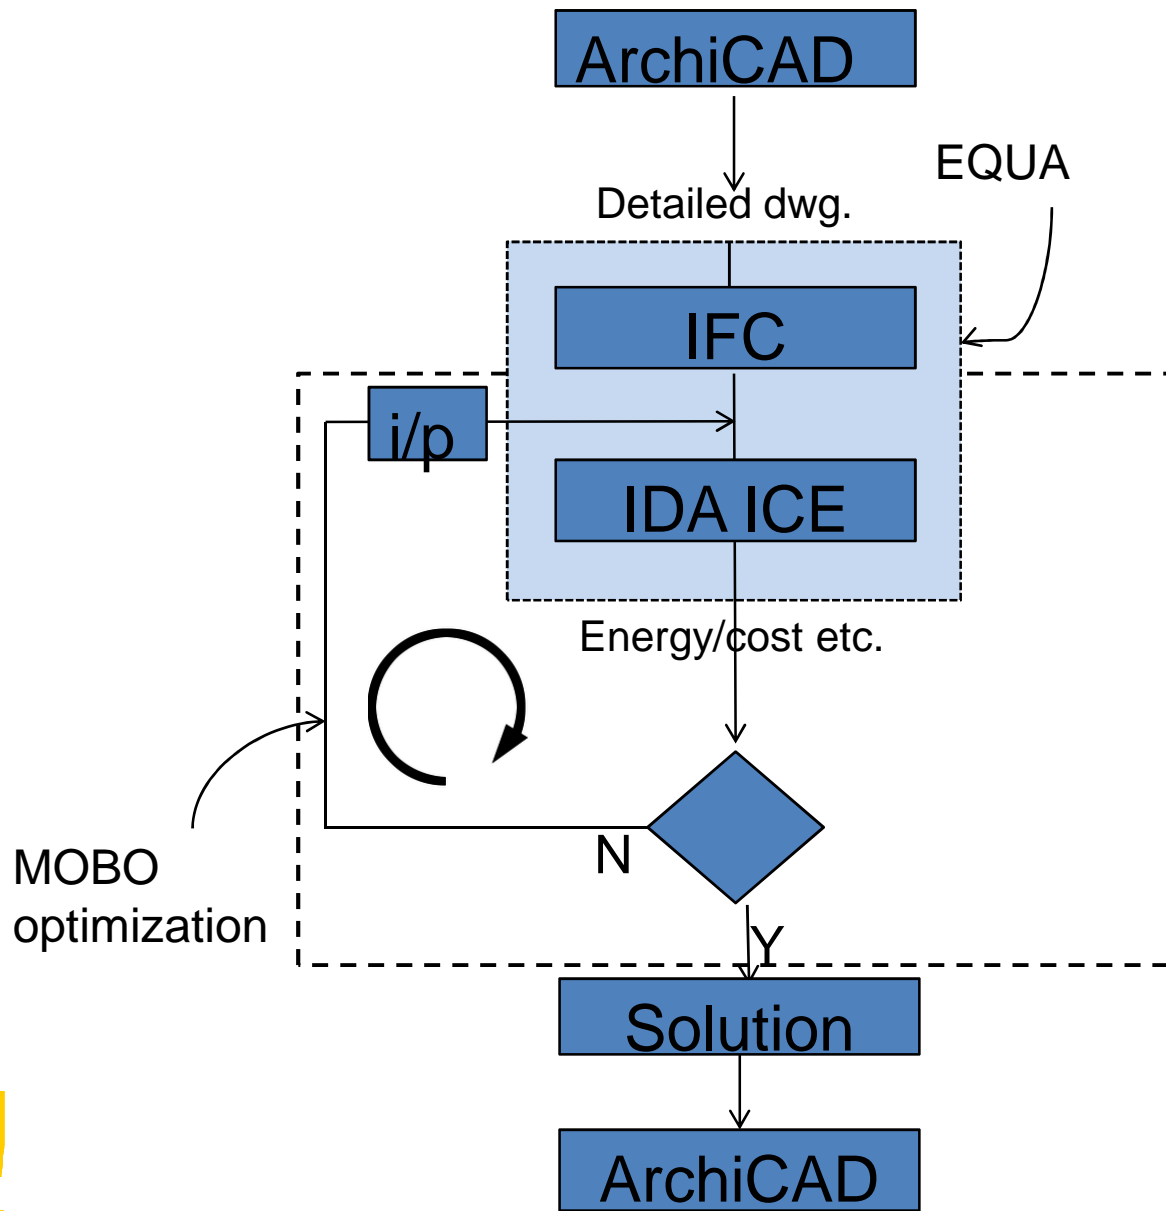 ArchiCAD
EQUA
Detailed dwg.
IFC
i/p
IDA ICE
Energy/cost etc.
N
MOBO
optimization
Y
Solution
ArchiCAD